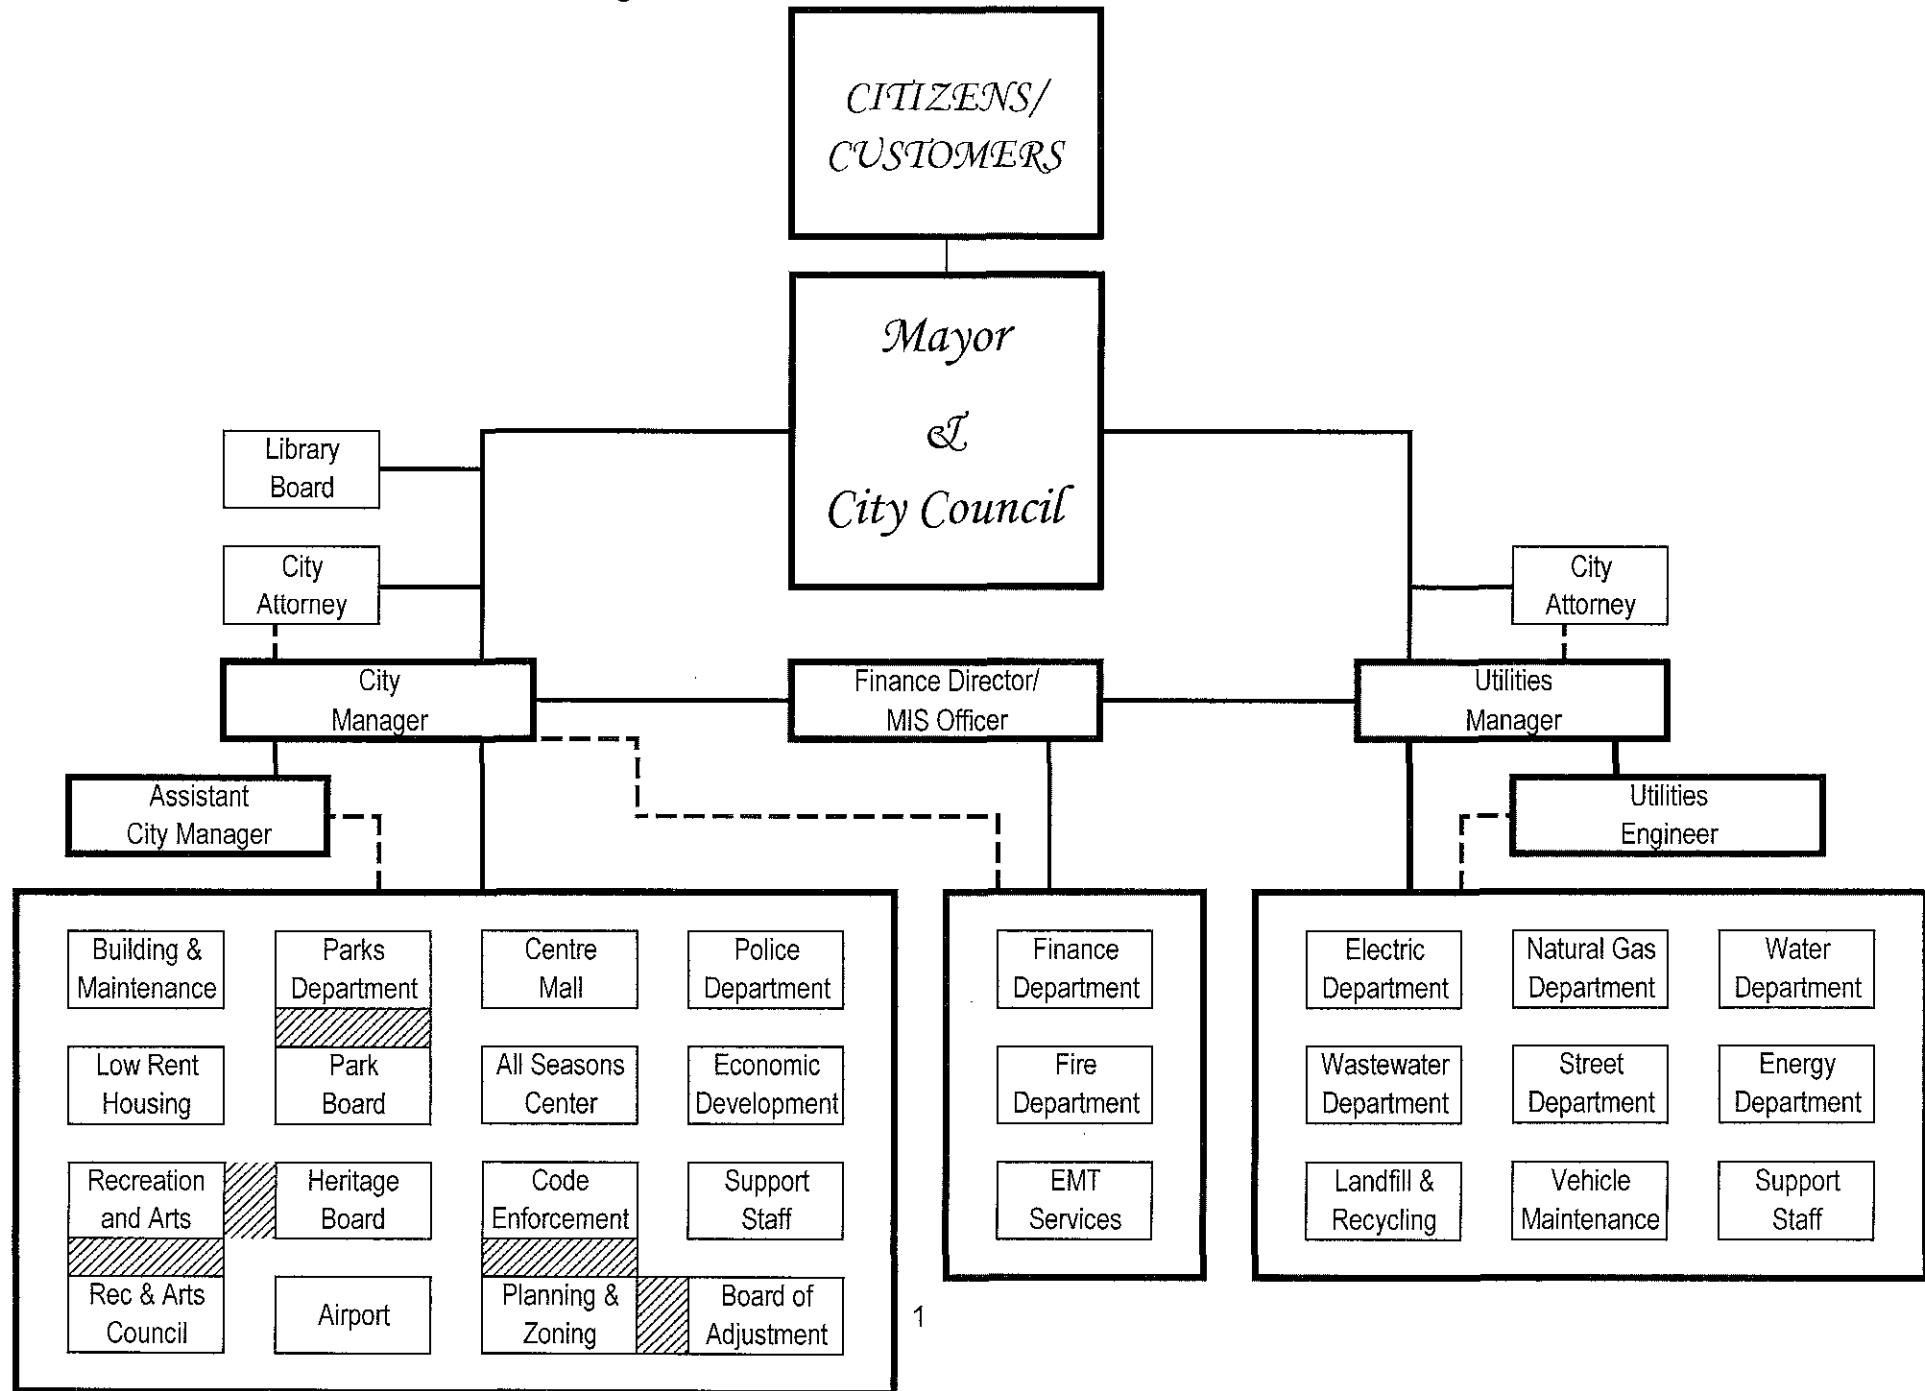 CITIZENS/
CUSTOMERS
Mayor
&
City Council
Library
Board
City
Attorney
City
Attorney
City
Manager
Finance Director/
MIS Officer
Utilities
Manager
Assistant
City Manager
Utilities
Engineer
Building &
Maintenance
Parks
Department
Centre
Mall
Police
Department
Finance
Department
Electric
Department
Natural Gas
Department
Water
Department
Low Rent
Housing
Park
Board
All Seasons
Center
Economic
Development
Fire
Department
Wastewater
Department
Street
Department
Energy
Department
Recreation
and Arts
Heritage
Board
Code
Enforcement
Support
Staff
EMT
Services
Landfill &
Recycling
Vehicle
Maintenance
Support
Staff
Rec & Arts
Council
Airport
Planning &
Zoning
Board of
Adjustment
1